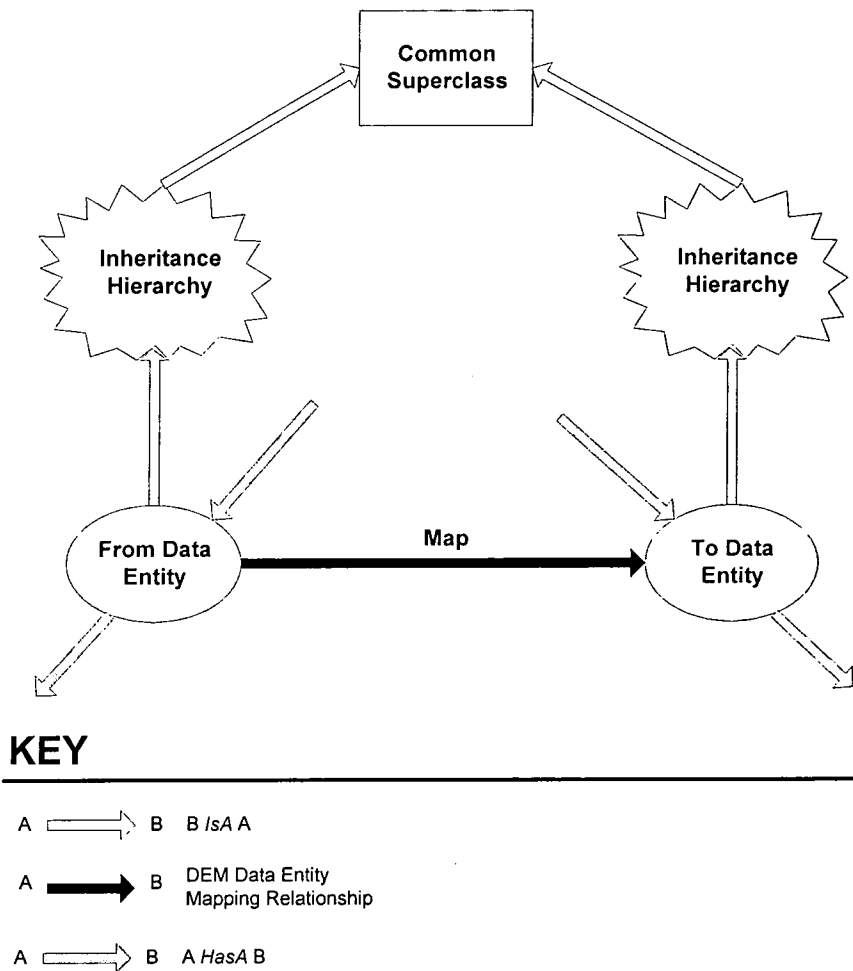 Common
Superclass
Inheritance
Hierarchy
Inheritance
Hierarchy
From Data
Entity
Map
To Data
Entity
KEY
A B B IsA A
A B DEM Data Entity
Mapping Relationship
A B A HasA B